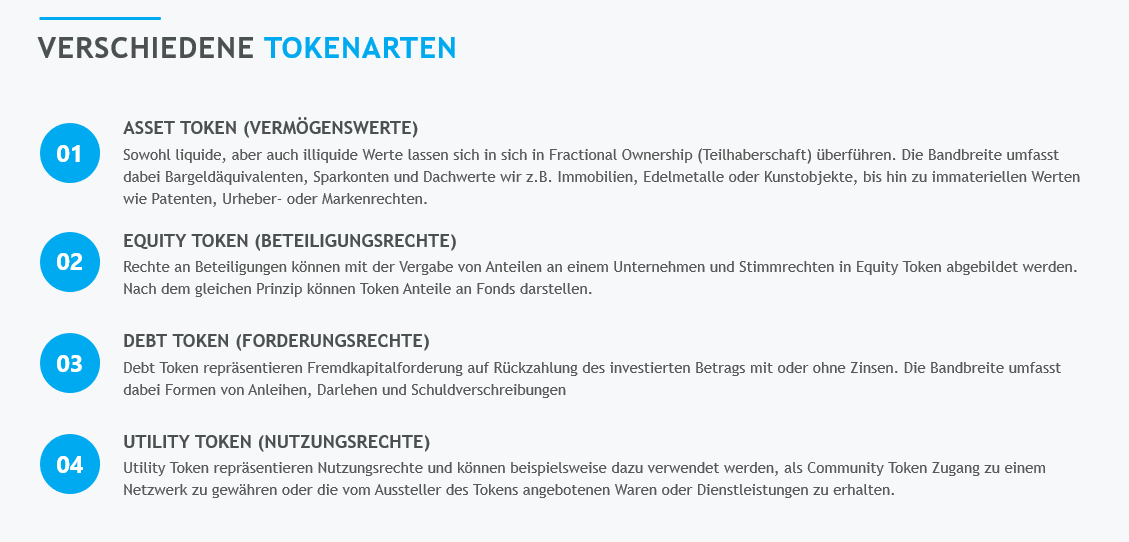 VERSCHIEDENE TOKENARTEN
01
ASSET TOKEN (VERMÖGENSWERTE)
Sowohl liquide, aber auch illiquide Werte lassen sich in sich in Fractional Ownership (Teilhaberschaft) überführen. Die Bandbreite umfasst
dabei Bargeldäquivalenten, Sparkonten und Dachwerte wir z.B. Immobilien, Edelmetalle oder Kunstobjekte, bis hin zu immateriellen Werten
wie Patenten, Urheber- oder Markenrechten.
02
EQUITY TOKEN (BETEILIGUNGSRECHTE)
Rechte an Beteiligungen können mit der Vergabe von Anteilen an einem Unternehmen und Stimmrechten in Equity Token abgebildet werden.
Nach dem gleichen Prinzip können Token Anteile an Fonds darstellen.
03
DEBT TOKEN (FORDERUNGSRECHTE)
Debt Token repräsentieren Fremdkapitalforderung auf Rückzahlung des investierten Betrags mit oder ohne Zinsen. Die Bandbreite umfasst
dabei Formen von Anleihen, Darlehen und Schuldverschreibungen
04
UTILITY TOKEN (NUTZUNGSRECHTE)
Utility Token repräsentieren Nutzungsrechte und können beispielsweise dazu verwendet werden, als Community Token Zugang zu einem
Netzwerk zu gewähren oder die vom Aussteller des Tokens angebotenen Waren oder Dienstleistungen zu erhalten.